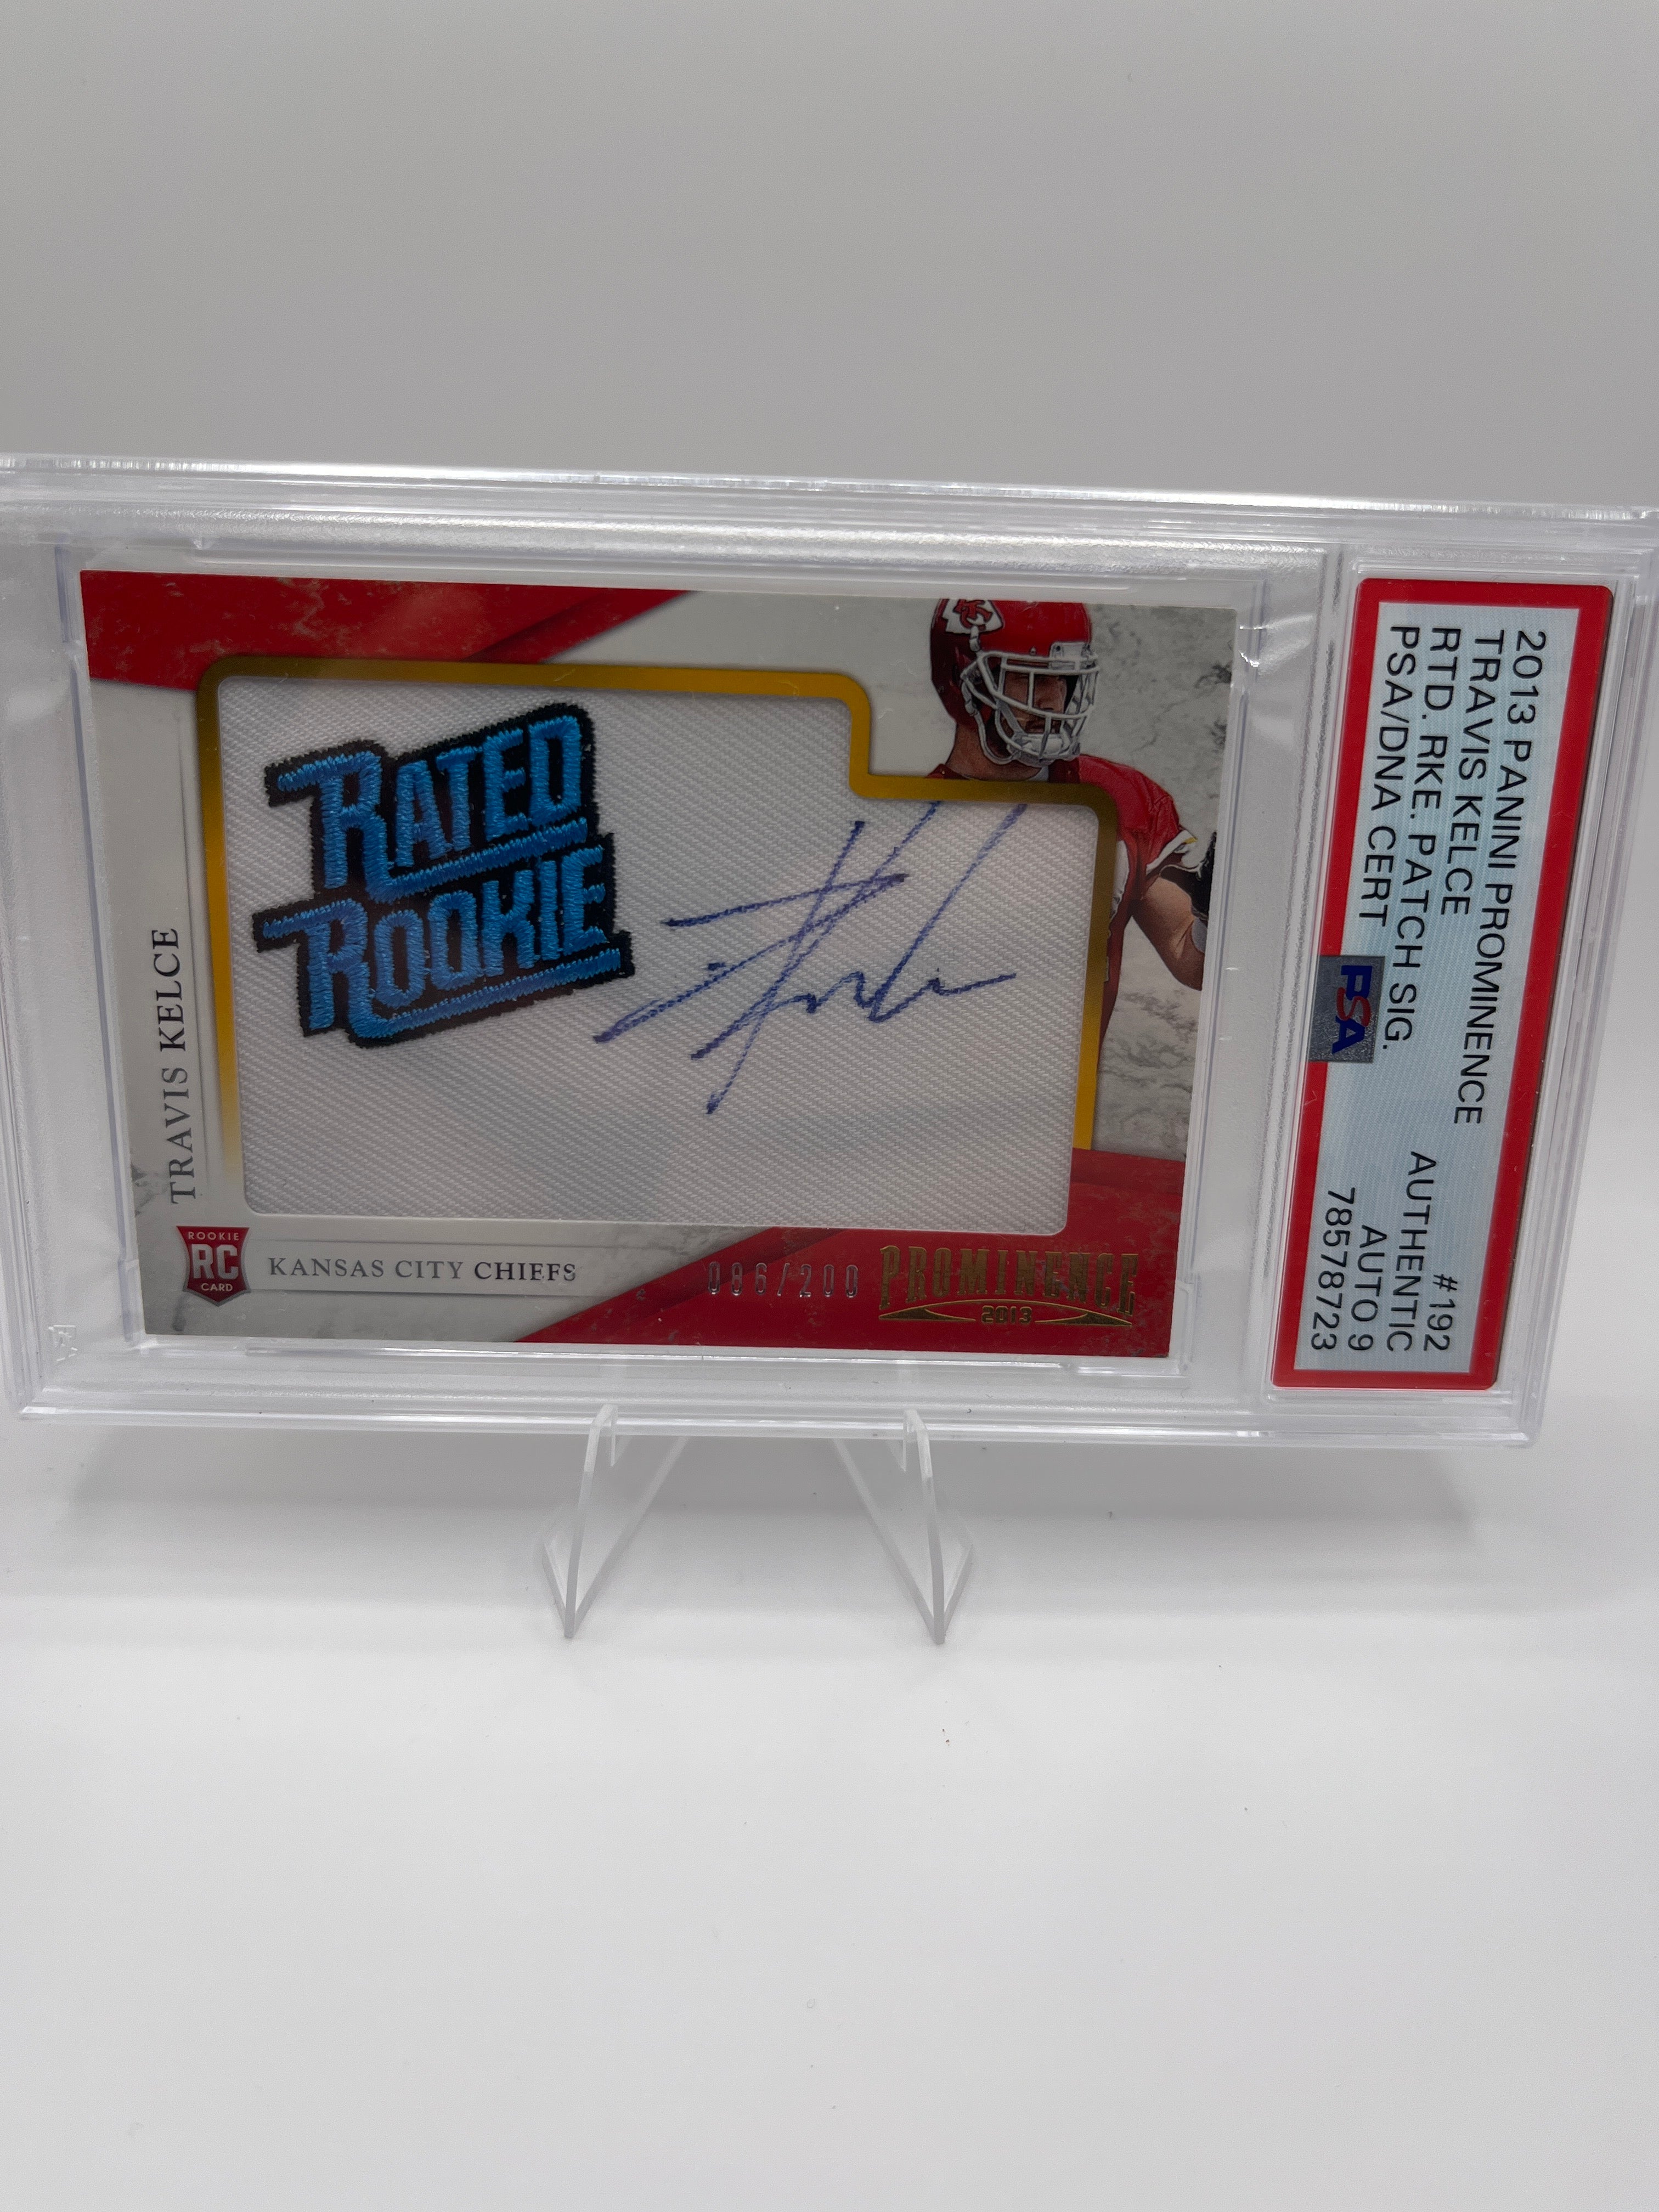 RATED
ROOKIE
TRAVIS KELCE
ROOKIE
RC
CARD
KANSAS CITY CHIEFS
086/200
PROMINENCE
2013
2013 PANINI PROMINENCE #192
TRAVIS KELCE AUTHENTIC
RTD. RKE. PATCH SIG. AUTO 9
PSA/DNA CERT 78578723
PSA